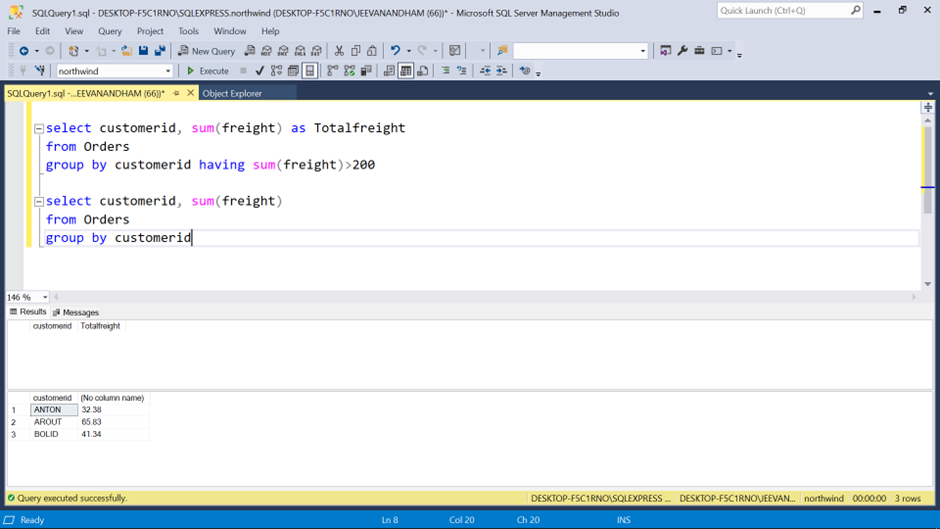 SQLQuery1.sql - DESKTOP-F5C1RNO\SQLEXPRESS.northwind (DESKTOP-F5C1RNO\JEEVANANDHAM (66))* - Microsoft SQL Server Management Studio
Quick Launch (Ctrl+Q)
File Edit View Query Project Tools Window Help
New Query
northwind Execute
SQLQuery1.sql -...EEVANANDHAM (66))* Object Explorer
select customerid, sum(freight) as Totalfreight
from Orders
group by customerid having sum(freight)>200
select customerid, sum(freight)
from Orders
group by customerid
146 %
Results Messages
customerid Totalfreight
customerid (No column name)
1 ANTON 32.38
2 AROUT 65.83
3 BOLID 41.34
Query executed successfully. DESKTOP-F5C1RNO\SQLEXPRESS ... DESKTOP-F5C1RNO\JEEVAN... northwind 00:00:00 3 rows
Ready Ln 8 Col 20 Ch 20 INS